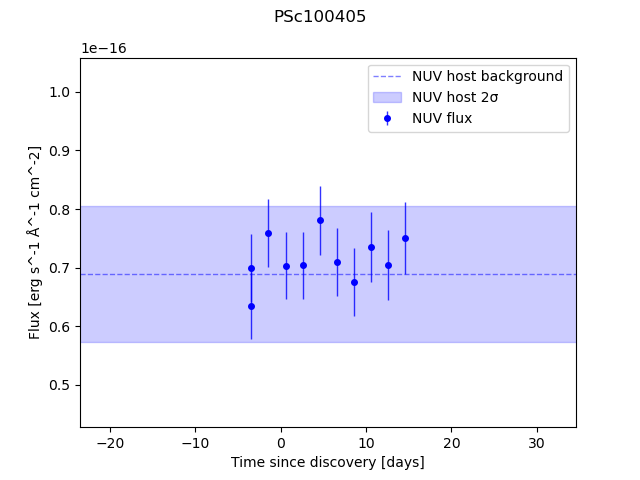 PSc100405
1e−16
NUV host background
NUV host 2σ
NUV flux
1.0
0.9
0.8
0.7
0.6
0.5
Flux [erg s^-1 Å^-1 cm^-2]
−20
−10
0
10
20
30
Time since discovery [days]